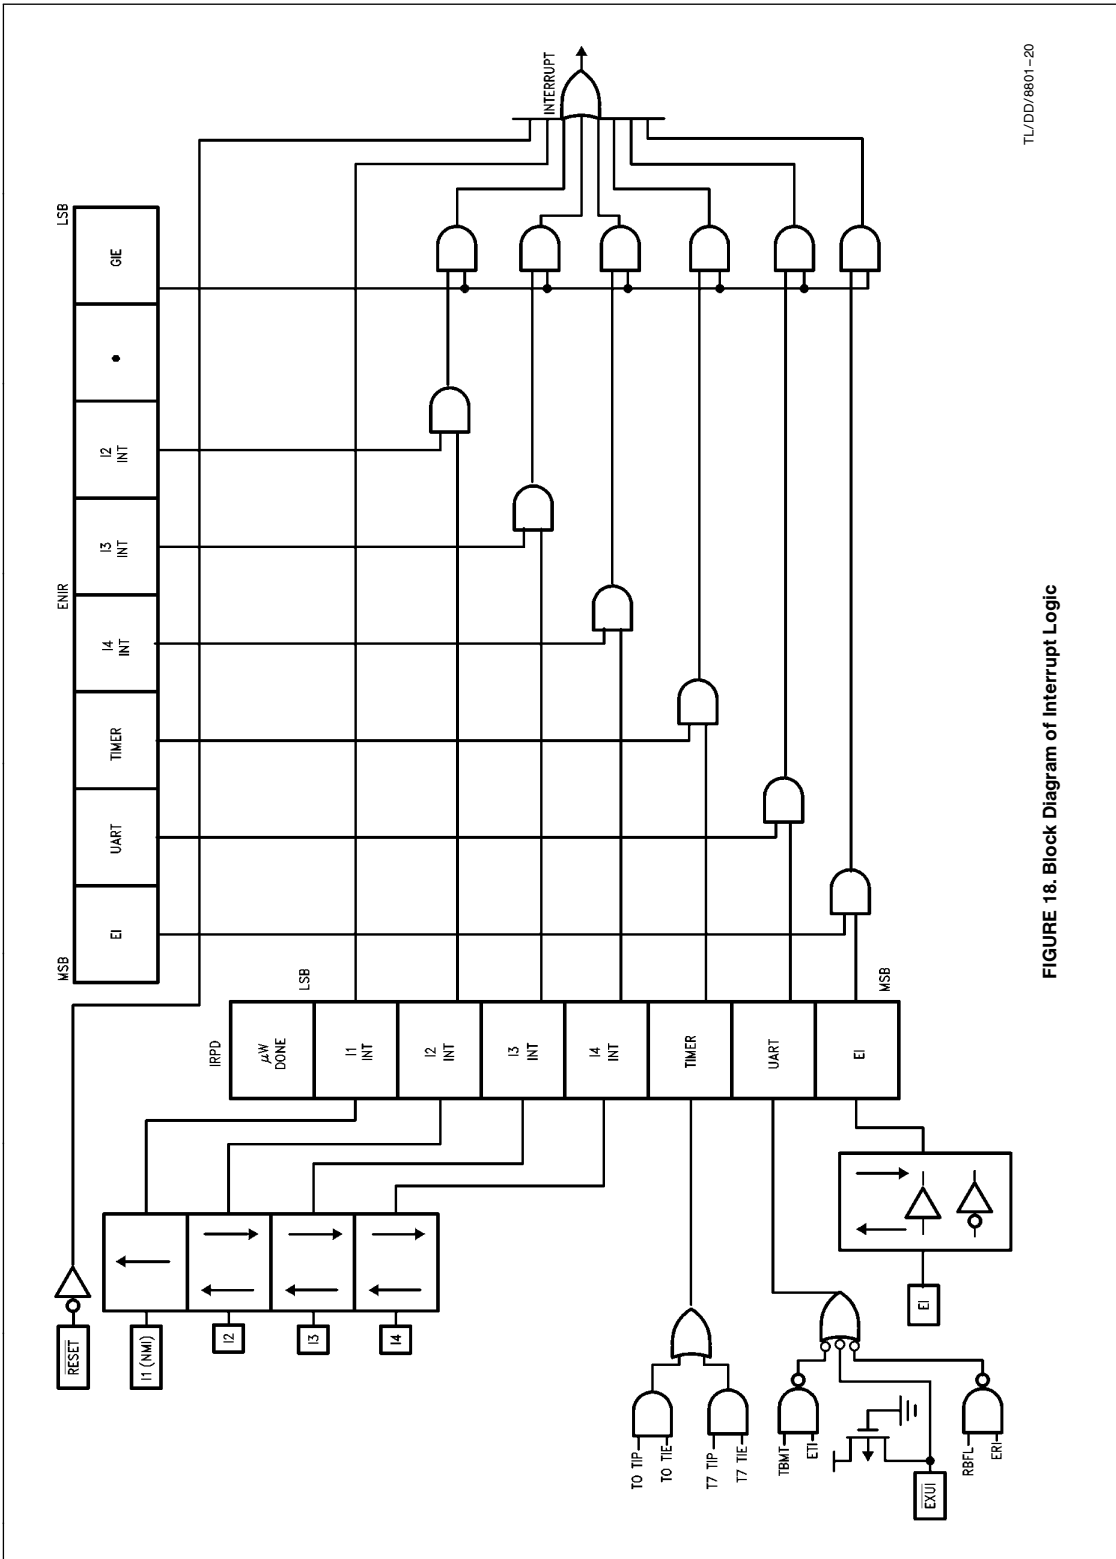 RESET
I1 (NMI)
I2
I3
I4
T0 TIP
T0 TIE
T7 TIP
T7 TIE
TBMT
ETI
EXUI
RBFL
ERI
EI
IRPD
μW
DONE
LSB
I1
INT
I2
INT
I3
INT
I4
INT
TIMER
UART
EI
MSB
MSB
ENIR
LSB
EI
UART
TIMER
I4
INT
I3
INT
I2
INT
•
GIE
INTERRUPT
TL/DD/8801–20
FIGURE 18. Block Diagram of Interrupt Logic